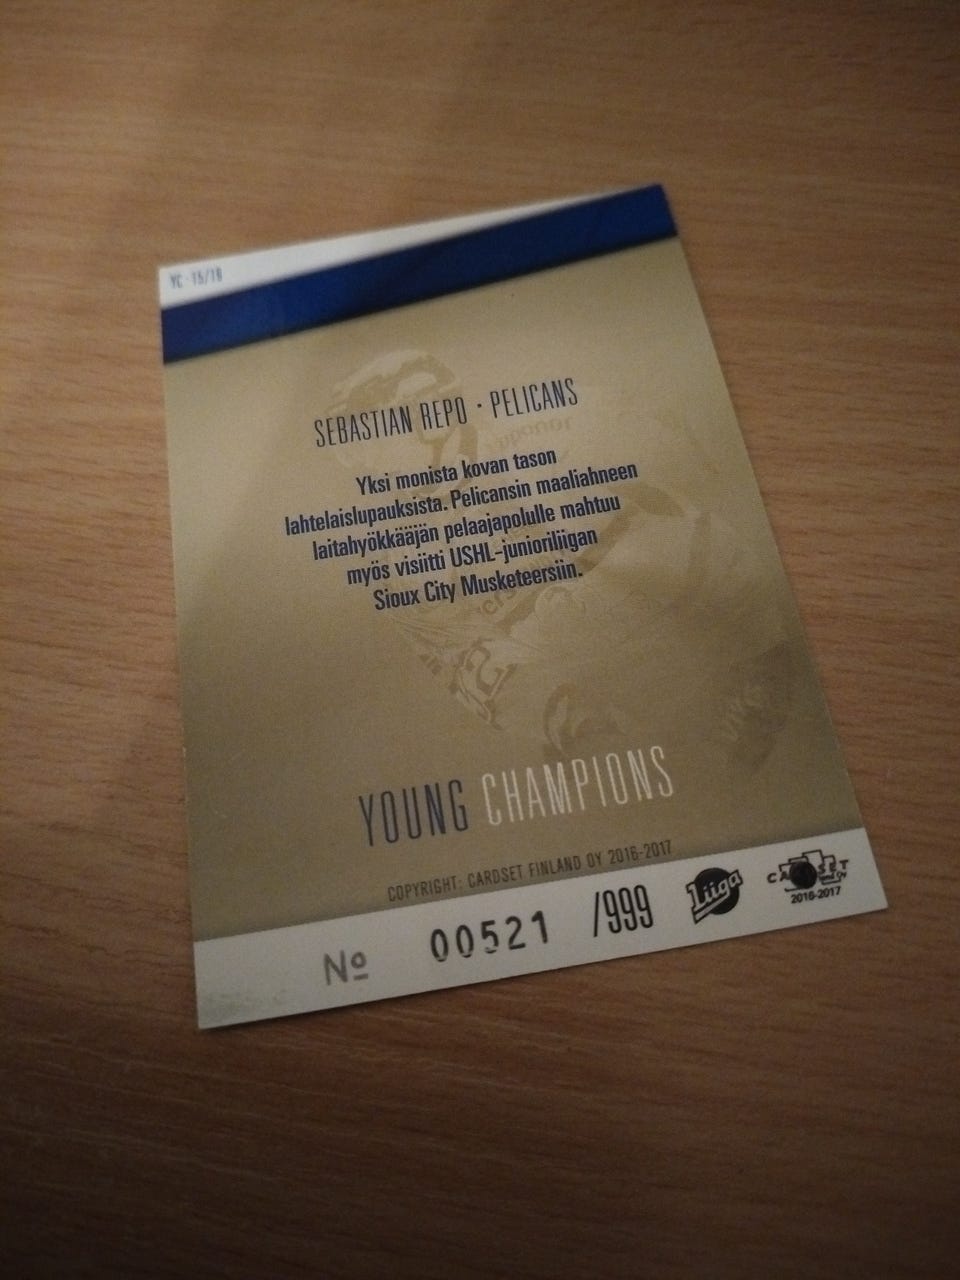 YC · 15/16
SEBASTIAN REPO · PELICANS
Yksi monista kovan tason
lahtelaislupauksista. Pelicansin maaliahneen
laitahyökkääjän pelaajapolulle mahtuu
myös visiitti USHL-junioriliigan
Sioux City Musketeersiin.
YOUNG CHAMPIONS
COPYRIGHT: CARDSET FINLAND OY 2016-2017
№ 00521 /999
Liiga
CARDSET
2016-2017